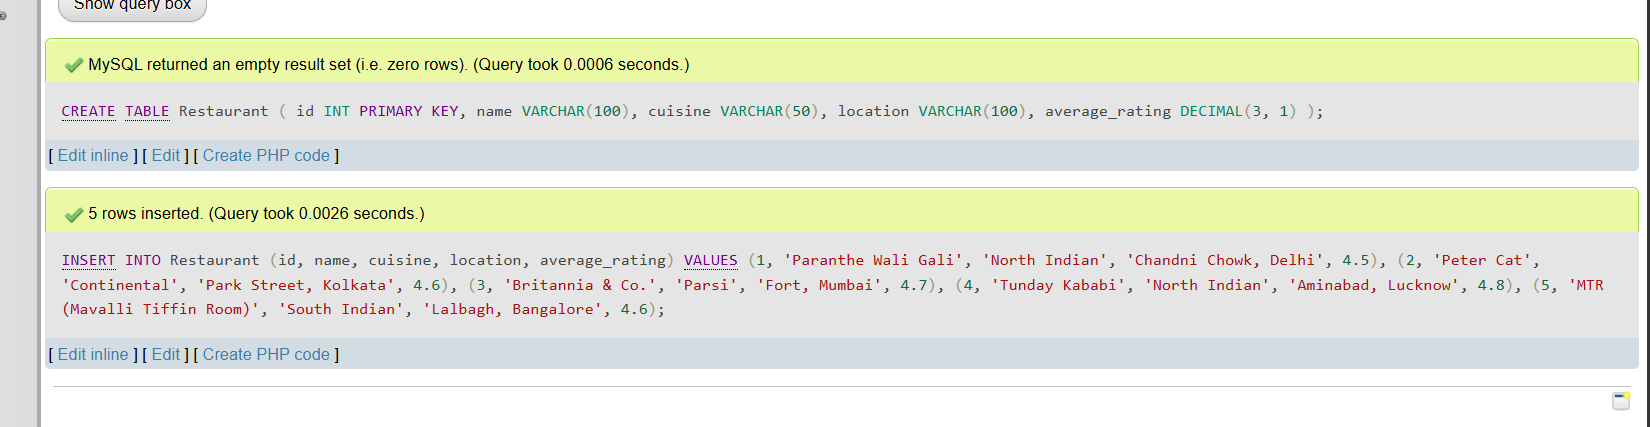 Show query box
MySQL returned an empty result set (i.e. zero rows). (Query took 0.0006 seconds.)
CREATE TABLE Restaurant ( id INT PRIMARY KEY, name VARCHAR(100), cuisine VARCHAR(50), location VARCHAR(100), average_rating DECIMAL(3, 1) );
[ Edit inline ] [ Edit ] [ Create PHP code ]
5 rows inserted. (Query took 0.0026 seconds.)
INSERT INTO Restaurant (id, name, cuisine, location, average_rating) VALUES (1, 'Paranthe Wali Gali', 'North Indian', 'Chandni Chowk, Delhi', 4.5), (2, 'Peter Cat',
'Continental', 'Park Street, Kolkata', 4.6), (3, 'Britannia & Co.', 'Parsi', 'Fort, Mumbai', 4.7), (4, 'Tunday Kababi', 'North Indian', 'Aminabad, Lucknow', 4.8), (5, 'MTR
(Mavalli Tiffin Room)', 'South Indian', 'Lalbagh, Bangalore', 4.6);
[ Edit inline ] [ Edit ] [ Create PHP code ]